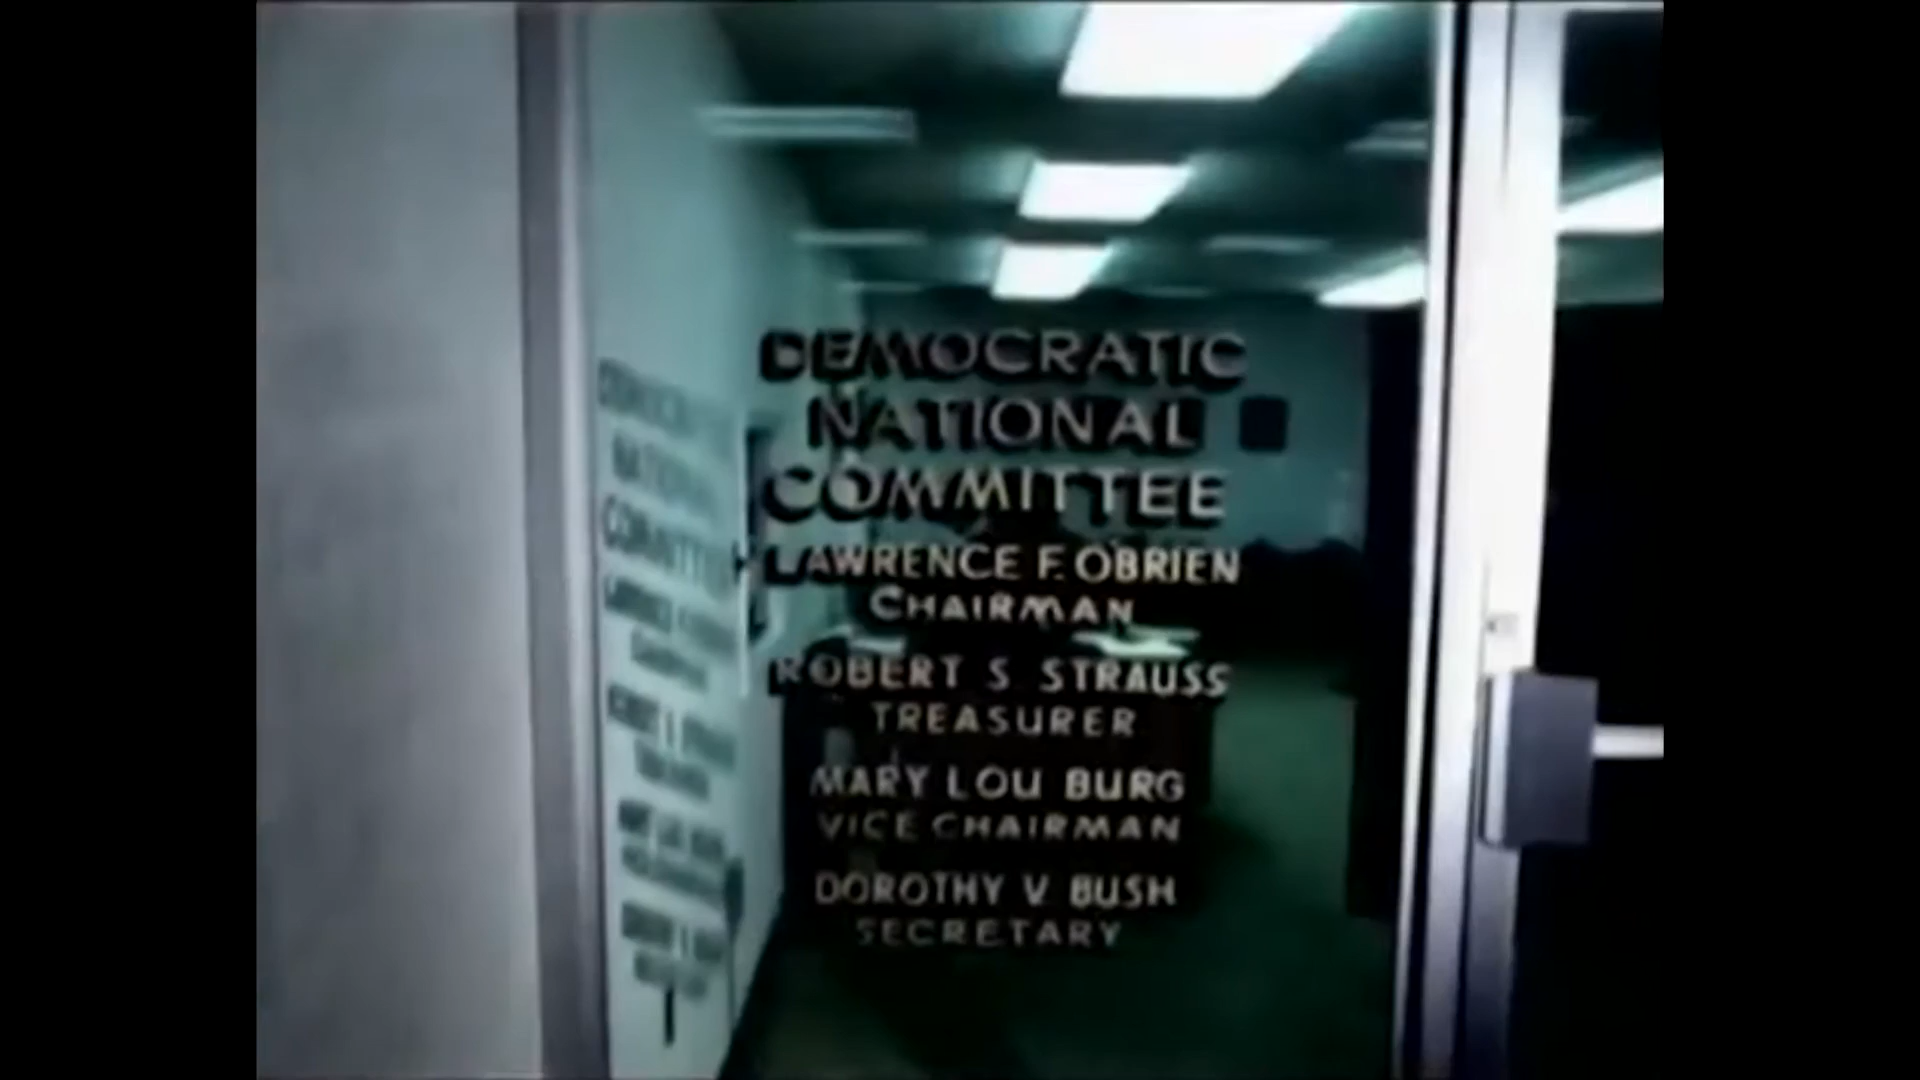 DEMOCRATIC
NATIONAL
COMMITTEE
LAWRENCE F. OBRIEN
CHAIRMAN
ROBERT S. STRAUSS
TREASURER
MARY LOU BURG
VICE CHAIRMAN
DOROTHY V. BUSH
SECRETARY